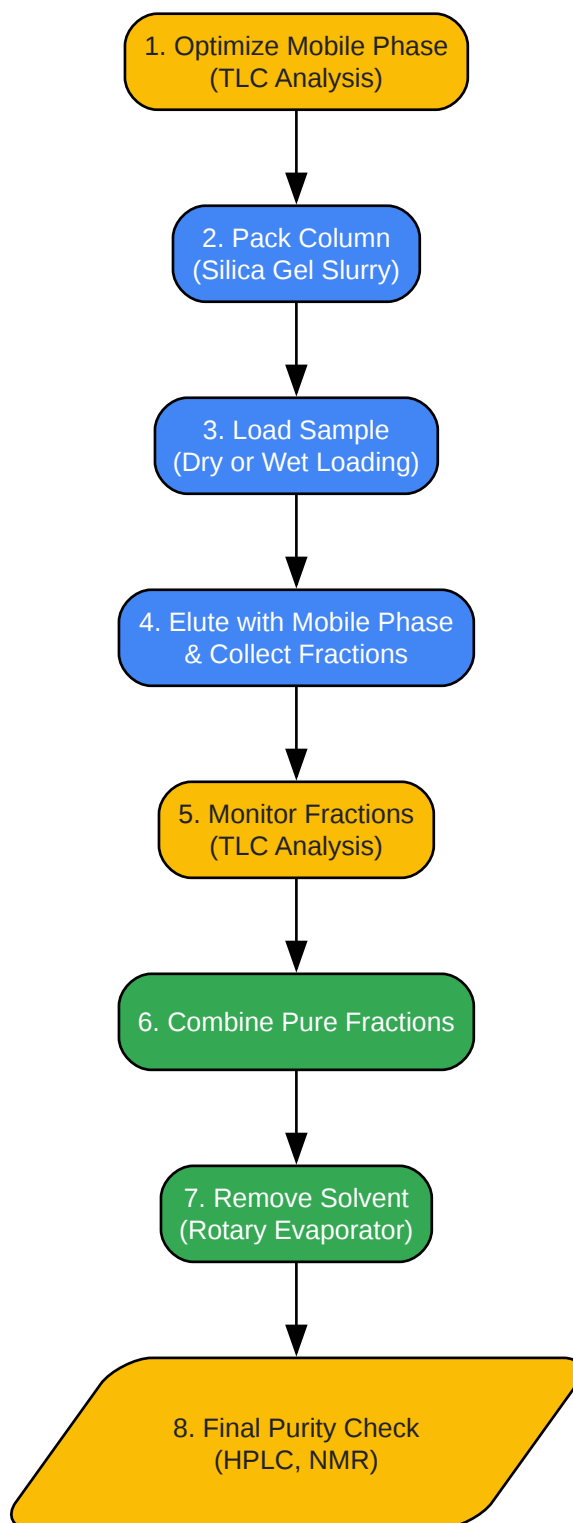 1. Optimize Mobile Phase
(TLC Analysis)
2. Pack Column
(Silica Gel Slurry)
3. Load Sample
(Dry or Wet Loading)
4. Elute with Mobile Phase
& Collect Fractions
5. Monitor Fractions
(TLC Analysis)
6. Combine Pure Fractions
7. Remove Solvent
(Rotary Evaporator)
8. Final Purity Check
(HPLC, NMR)